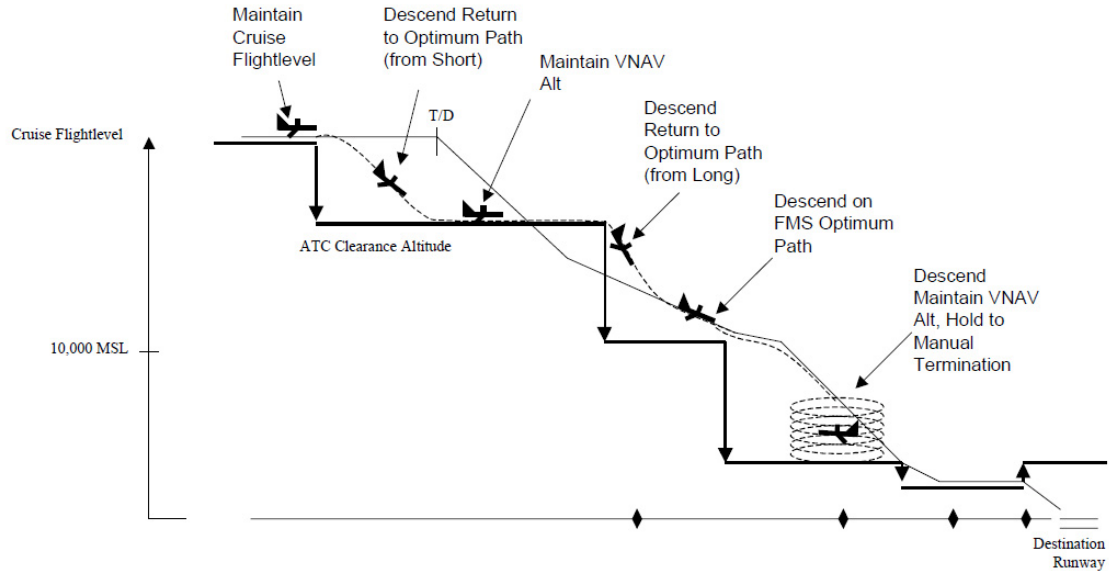 Maintain
Cruise
Flightlevel
Descend Return
to Optimum Path
(from Short)
Maintain VNAV
Alt
T/D
Descend
Return to
Optimum Path
(from Long)
Cruise Flightlevel
Descend on
FMS Optimum
Path
ATC Clearance Altitude
Descend
Maintain VNAV
Alt, Hold to
Manual
Termination
10,000 MSL
Destination
Runway